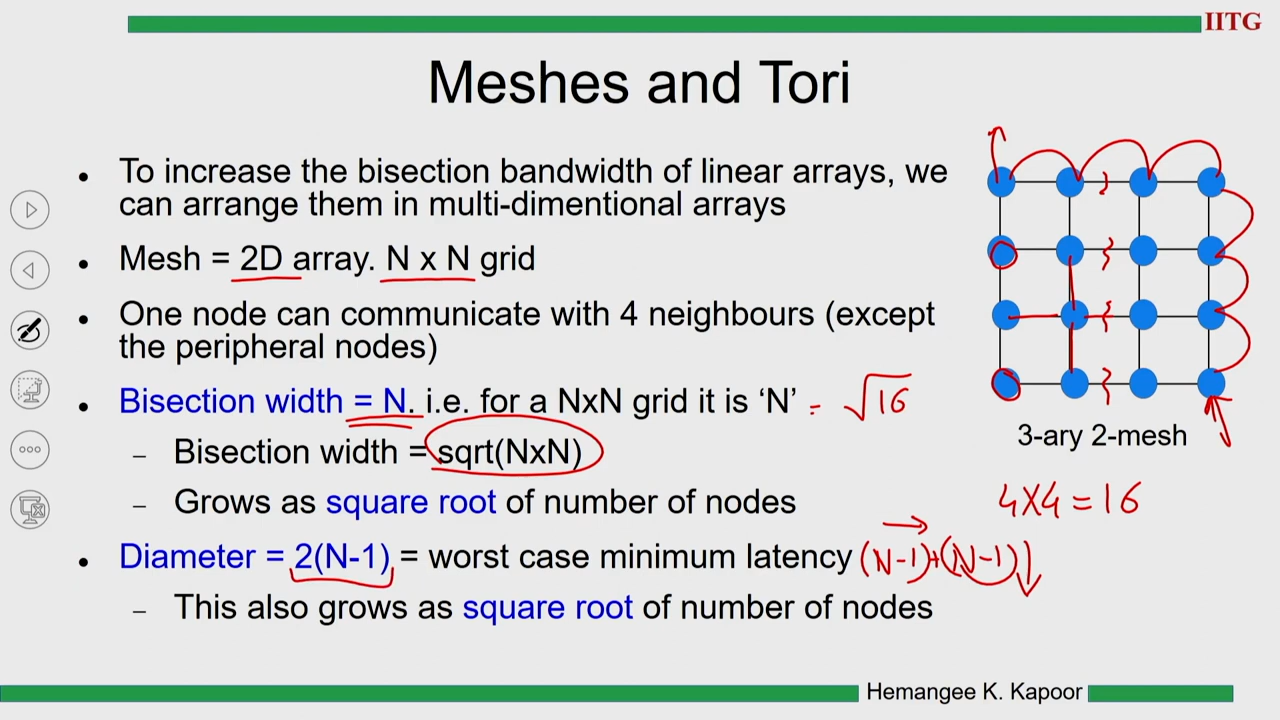 IITG
Meshes and Tori
• To increase the bisection bandwidth of linear arrays, we
can arrange them in multi-dimentional arrays
• Mesh = 2D array. N x N grid
• One node can communicate with 4 neighbours (except
the peripheral nodes)
• Bisection width = N. i.e. for a NxN grid it is ‘N’ = √16
– Bisection width = sqrt(NxN)
– Grows as square root of number of nodes
• Diameter = 2(N-1) = worst case minimum latency (N-1)+(N-1)
– This also grows as square root of number of nodes
3-ary 2-mesh
4X4=16
Hemangee K. Kapoor